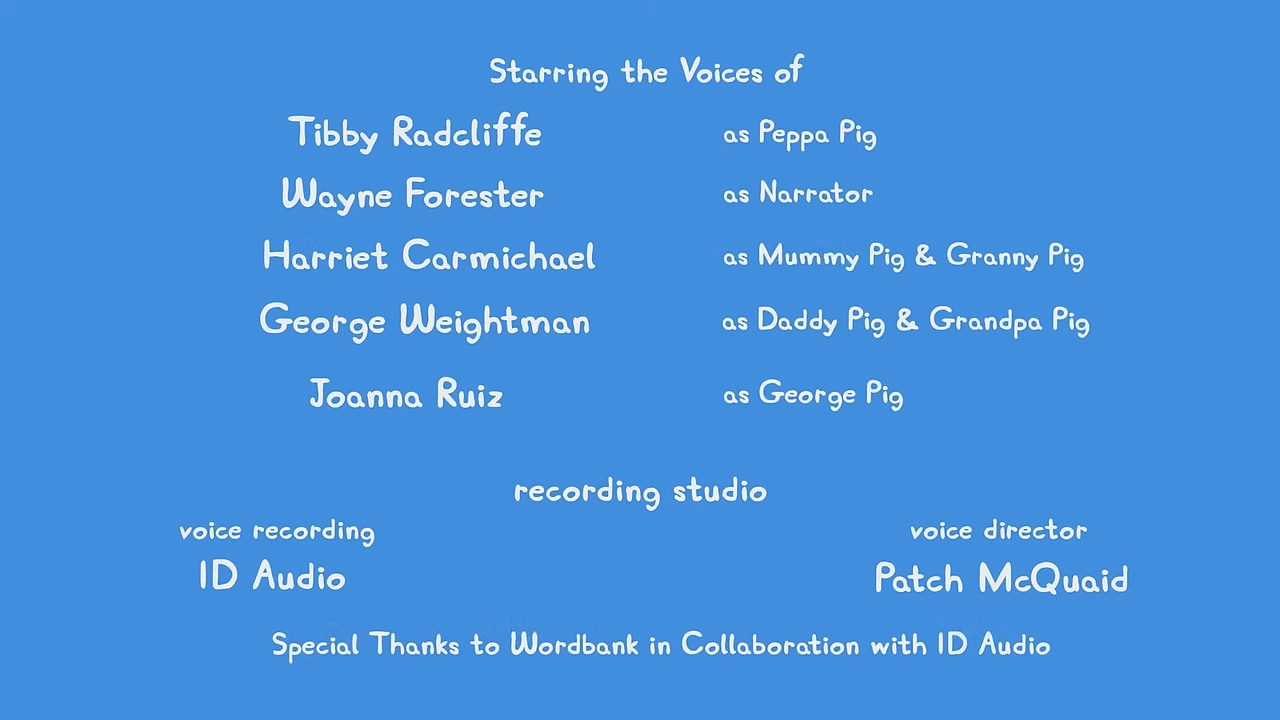 Starring the Voices of
Tibby Radcliffe as Peppa Pig
Wayne Forester as Narrator
Harriet Carmichael as Mummy Pig & Granny Pig
George Weightman as Daddy Pig & Grandpa Pig
Joanna Ruiz as George Pig
recording studio
voice recording voice director
ID Audio Patch McQuaid
Special Thanks to Wordbank in Collaboration with ID Audio